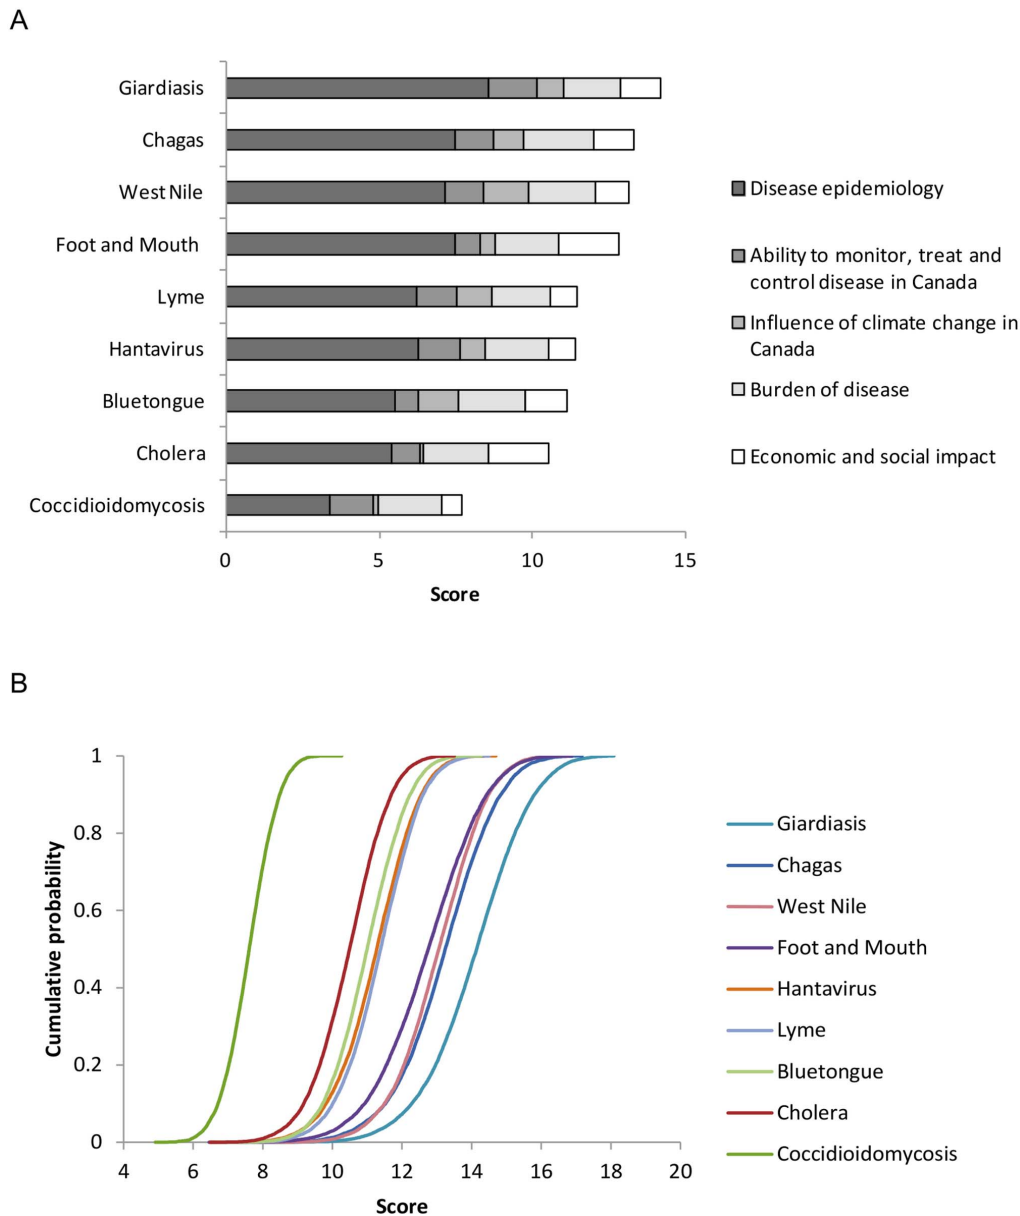 A
Giardiasis
Chagas
West Nile
Foot and Mouth
Lyme
Hantavirus
Bluetongue
Cholera
Coccidioidomycosis
0 5 10 15
Score
Disease epidemiology
Ability to monitor, treat and
control disease in Canada
Influence of climate change in
Canada
Burden of disease
Economic and social impact
B
Cumulative probability
1
0.8
0.6
0.4
0.2
0
4 6 8 10 12 14 16 18 20
Score
Giardiasis
Chagas
West Nile
Foot and Mouth
Hantavirus
Lyme
Bluetongue
Cholera
Coccidioidomycosis